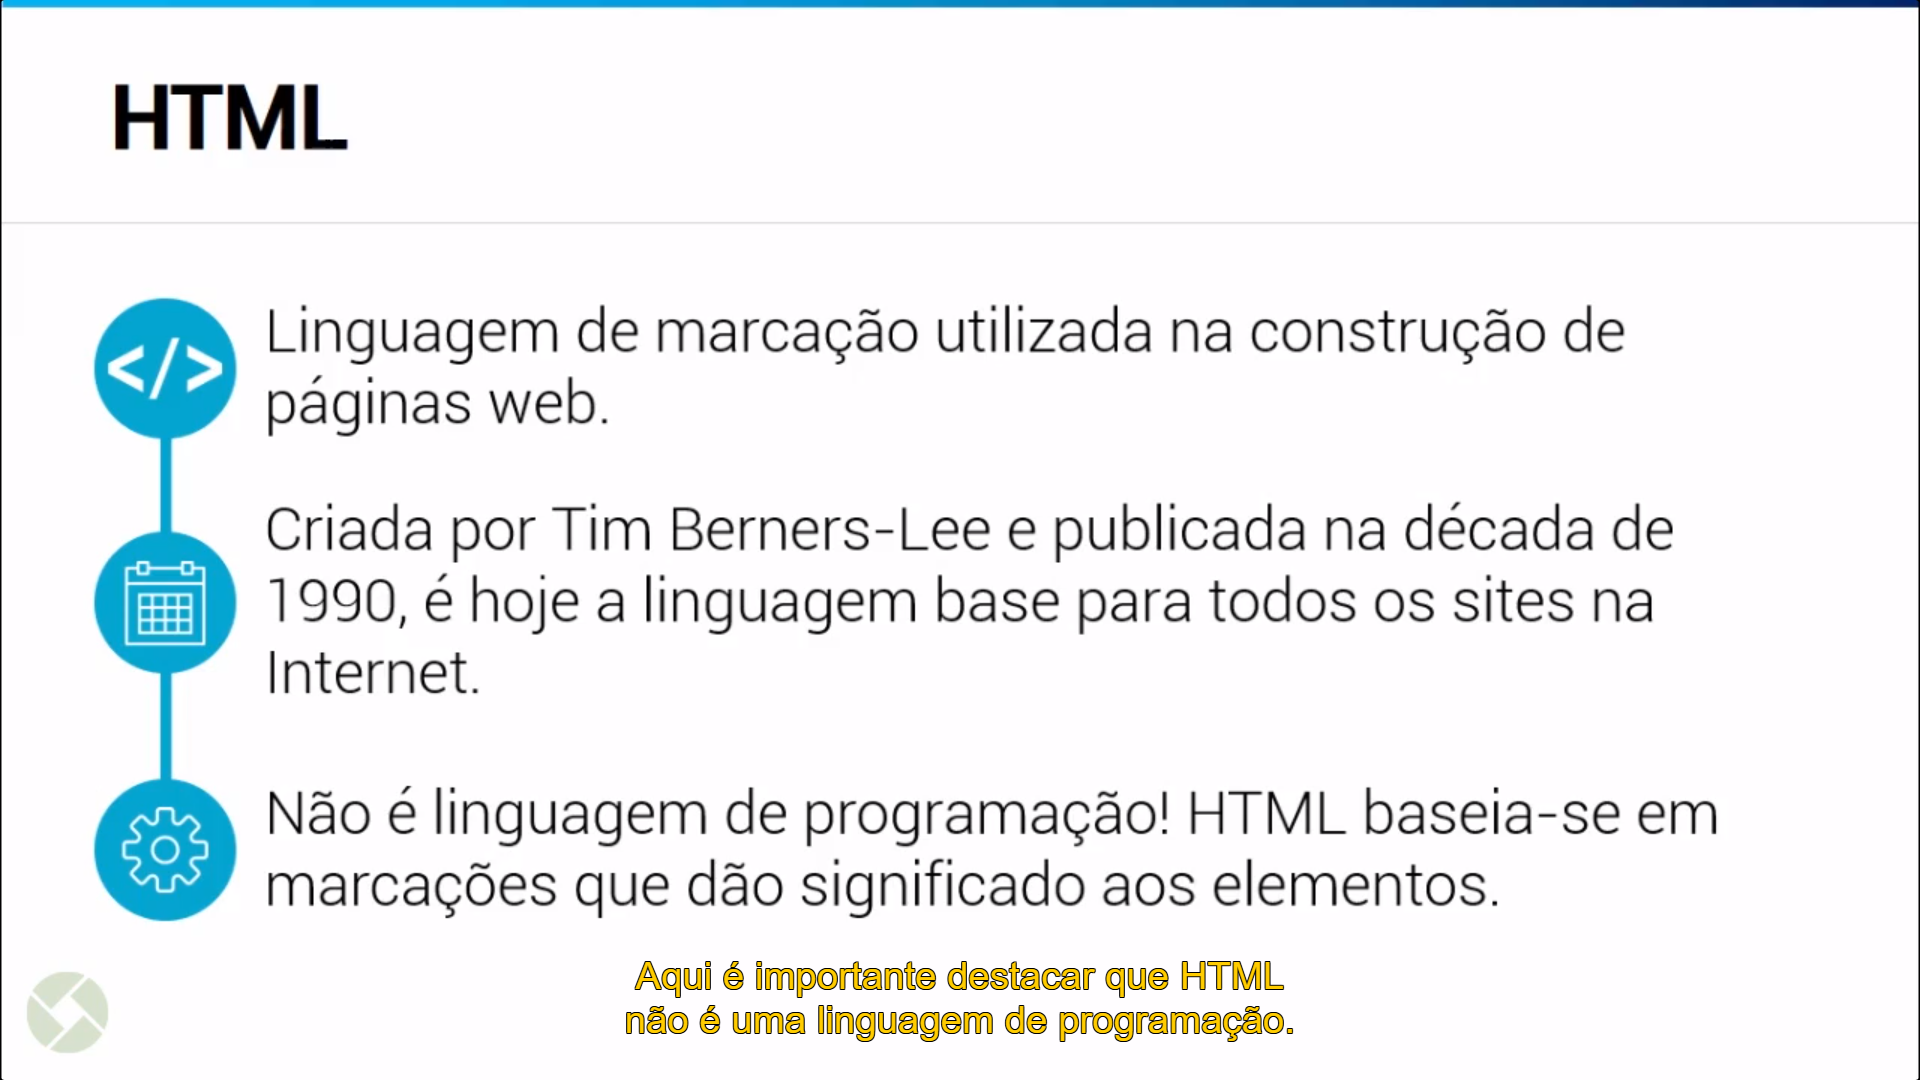 HTML
</>
Linguagem de marcação utilizada na construção de
páginas web.
Criada por Tim Berners-Lee e publicada na década de
1990, é hoje a linguagem base para todos os sites na
Internet.
Não é linguagem de programação! HTML baseia-se em
marcações que dão significado aos elementos.
Aqui é importante destacar que HTML
não é uma linguagem de programação.